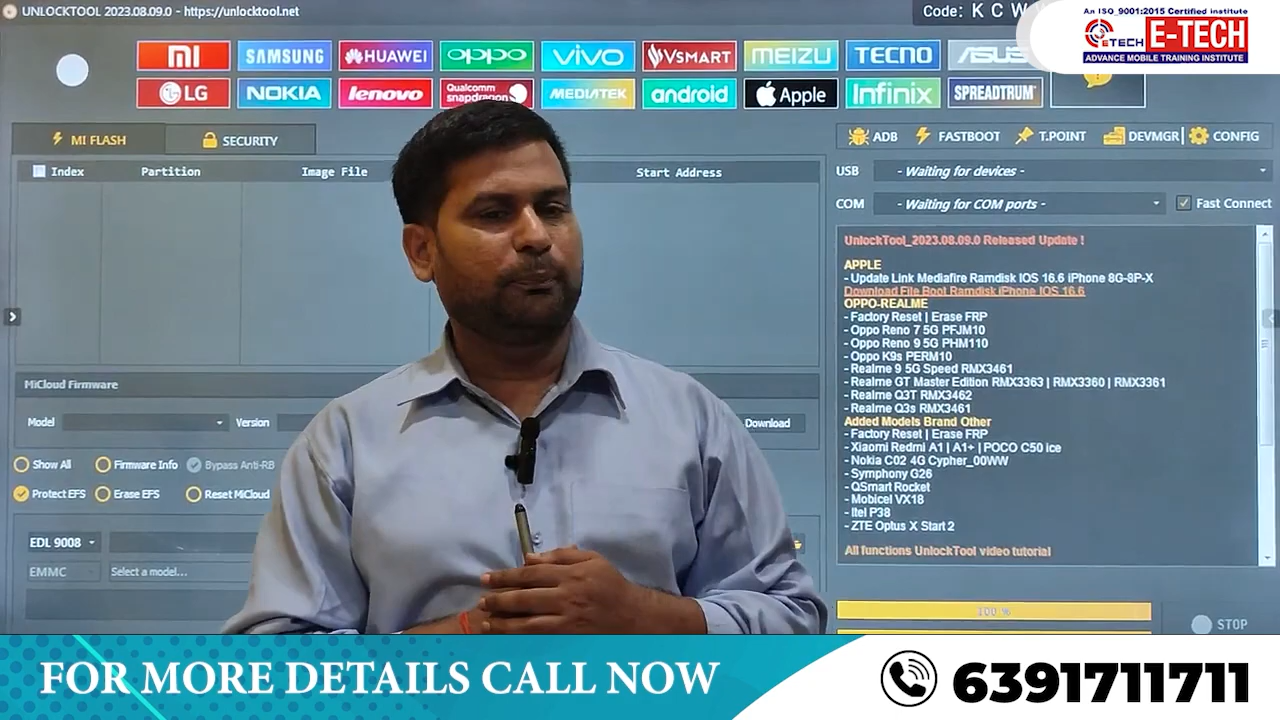 UNLOCKTOOL 2023.08.09.0 - https://unlocktool.net
Code: K C W
An ISO 9001:2015 Certified institute
ETECH E-TECH
ADVANCE MOBILE TRAINING INSTITUTE
mi SAMSUNG HUAWEI oppo vivo VSMART MEIZU TECNO ASUS
LG NOKIA lenovo Qualcomm snapdragon MEDIATEK android Apple Infinix SPREADTRUM
MI FLASH SECURITY
ADB FASTBOOT T.POINT DEVMGR CONFIG
Index Partition Image File Start Address
USB - Waiting for devices -
COM - Waiting for COM ports - Fast Connect
UnlockTool_2023.08.09.0 Released Update !
APPLE
- Update Link Mediafire Ramdisk IOS 16.6 iPhone 8G-8P-X
Download File Boot Ramdisk iPhone IOS 16.6
OPPO-REALME
- Factory Reset | Erase FRP
- Oppo Reno 7 5G PFJM10
- Oppo Reno 9 5G PHM110
- Oppo K9s PERM10
- Realme 9 5G Speed RMX3461
- Realme GT Master Edition RMX3363 | RMX3360 | RMX3361
- Realme Q3T RMX3462
- Realme Q3s RMX3461
Added Models Brand Other
- Factory Reset | Erase FRP
- Xiaomi Redmi A1 | A1+ | POCO C50 ice
- Nokia C02 4G Cypher_00WW
- Symphony G26
- QSmart Rocket
- Mobicel VX18
- Itel P38
- ZTE Optus X Start 2
All functions UnlockTool video tutorial
MiCloud Firmware
Model Version Download
Show All Firmware Info Bypass Anti-RB
Protect EFS Erase EFS Reset MiCloud
EDL 9008
EMMC Select a model...
100 %
STOP
FOR MORE DETAILS CALL NOW
6391711711